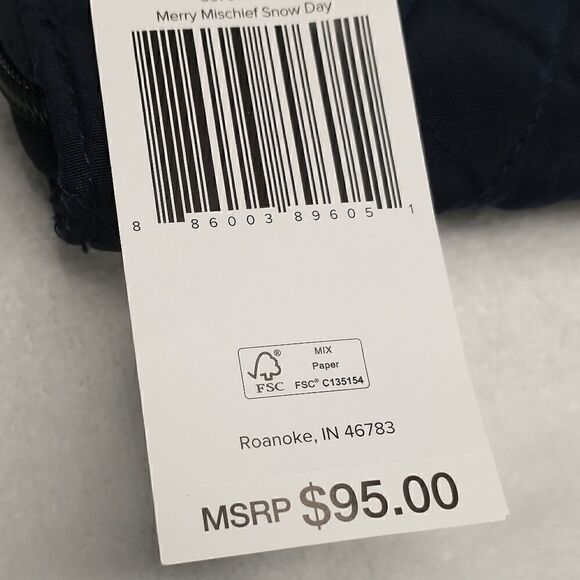 Merry Mischief Snow Day
8 86003 89605 1
MIX
Paper
FSC
FSC® C135154
Roanoke, IN 46783
MSRP $95.00